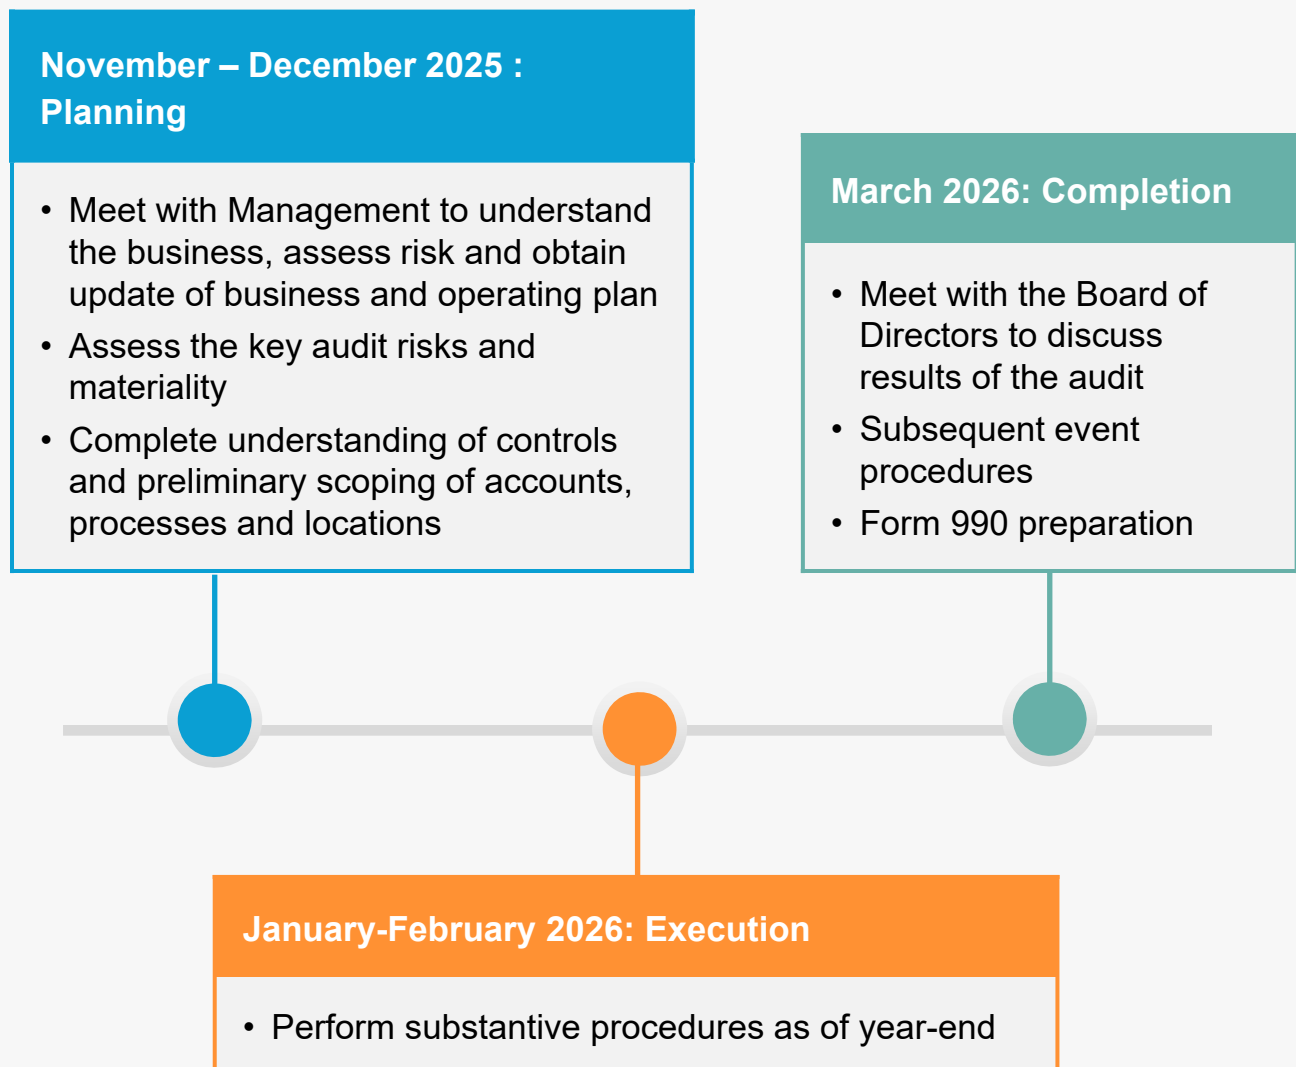 November – December 2025 :
Planning
• Meet with Management to understand
the business, assess risk and obtain
update of business and operating plan
• Assess the key audit risks and
materiality
• Complete understanding of controls
and preliminary scoping of accounts,
processes and locations
March 2026: Completion
• Meet with the Board of
Directors to discuss
results of the audit
• Subsequent event
procedures
• Form 990 preparation
January-February 2026: Execution
• Perform substantive procedures as of year-end